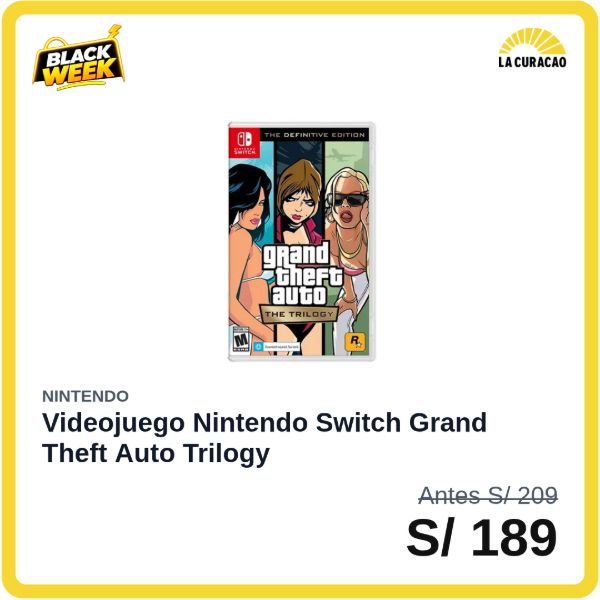 BLACK
WEEK
LA CURACAO
NINTENDO
SWITCH
THE DEFINITIVE EDITION
grand
theft
auto
THE TRILOGY
M
R
NINTENDO
Videojuego Nintendo Switch Grand
Theft Auto Trilogy
Antes S/ 209
S/ 189